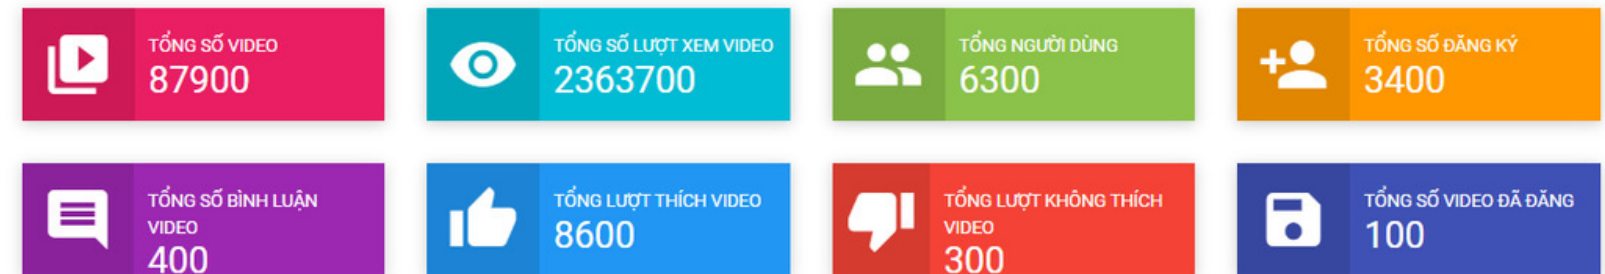 TỔNG SỐ VIDEO
87900
TỔNG SỐ LƯỢT XEM VIDEO
2363700
TỔNG NGƯỜI DÙNG
6300
TỔNG SỐ ĐĂNG KÝ
3400
TỔNG SỐ BÌNH LUẬN
VIDEO
400
TỔNG LƯỢT THÍCH VIDEO
8600
TỔNG LƯỢT KHÔNG THÍCH
VIDEO
300
TỔNG SỐ VIDEO ĐÃ ĐĂNG
100